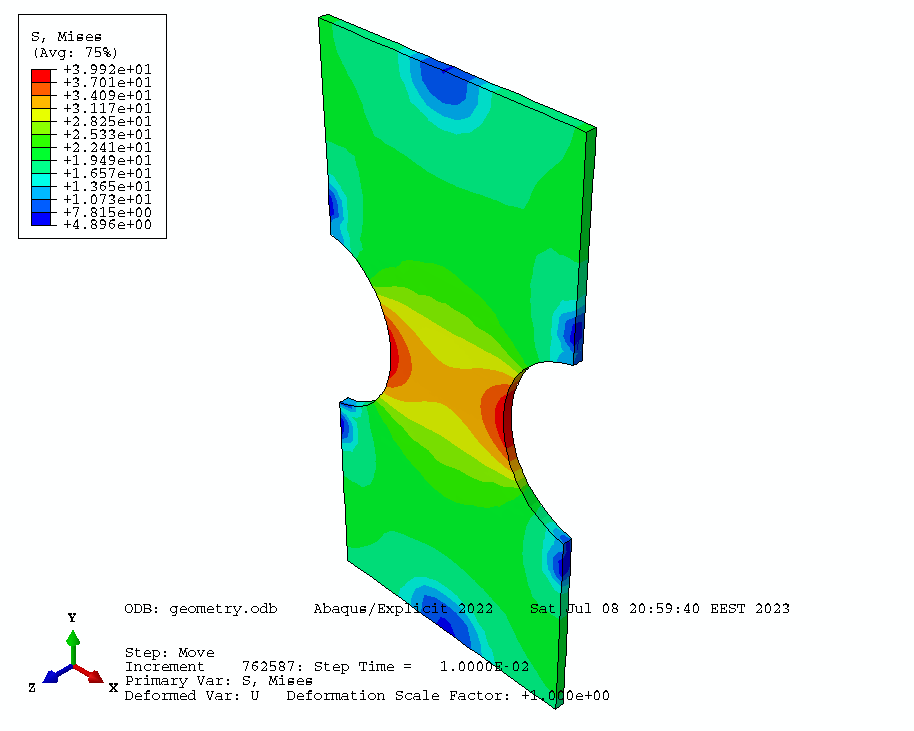 S, Mises
(Avg: 75%)
+3.992e+01
+3.701e+01
+3.409e+01
+3.117e+01
+2.825e+01
+2.533e+01
+2.241e+01
+1.949e+01
+1.657e+01
+1.365e+01
+1.073e+01
+7.815e+00
+4.896e+00
ODB: geometry.odb Abaqus/Explicit 2022 Sat Jul 08 20:59:40 EEST 2023
Y
Z X
Step: Move
Increment 762587: Step Time = 1.0000E-02
Primary Var: S, Mises
Deformed Var: U Deformation Scale Factor: +1.000e+00